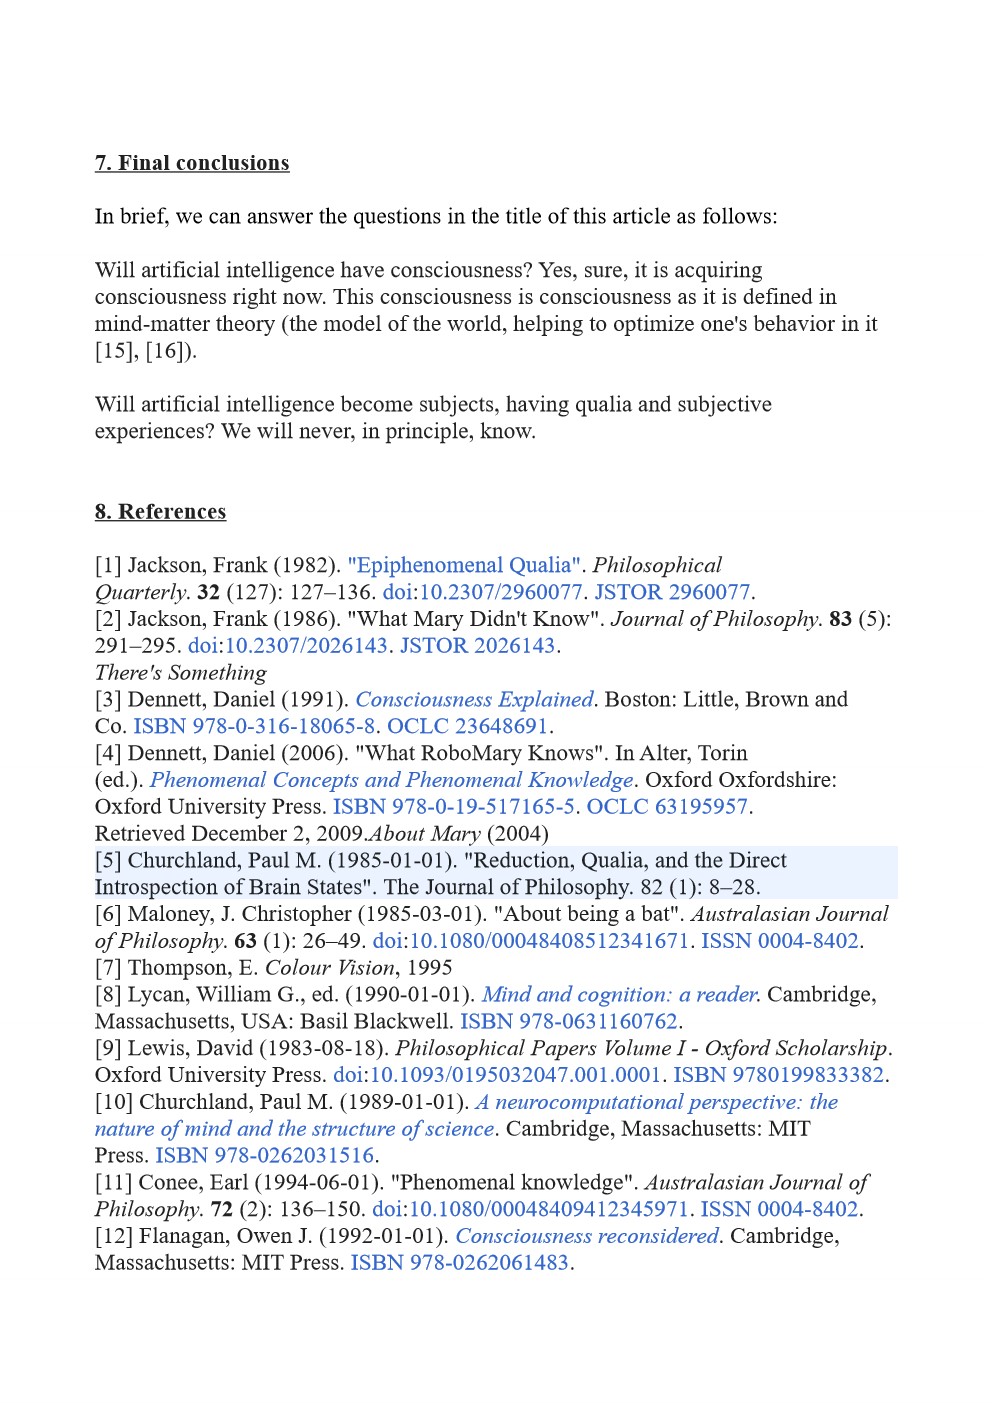 7. Final conclusions
In brief, we can answer the questions in the title of this article as follows:
Will artificial intelligence have consciousness? Yes, sure, it is acquiring
consciousness right now. This consciousness is consciousness as it is defined in
mind-matter theory (the model of the world, helping to optimize one's behavior in it
[15], [16]).
Will artificial intelligence become subjects, having qualia and subjective
experiences? We will never, in principle, know.
8. References
[1] Jackson, Frank (1982). "Epiphenomenal Qualia". Philosophical
Quarterly. 32 (127): 127–136. doi:10.2307/2960077. JSTOR 2960077.
[2] Jackson, Frank (1986). "What Mary Didn't Know". Journal of Philosophy. 83 (5):
291–295. doi:10.2307/2026143. JSTOR 2026143.
There's Something
[3] Dennett, Daniel (1991). Consciousness Explained. Boston: Little, Brown and
Co. ISBN 978-0-316-18065-8. OCLC 23648691.
[4] Dennett, Daniel (2006). "What RoboMary Knows". In Alter, Torin
(ed.). Phenomenal Concepts and Phenomenal Knowledge. Oxford Oxfordshire:
Oxford University Press. ISBN 978-0-19-517165-5. OCLC 63195957.
Retrieved December 2, 2009.About Mary (2004)
[5] Churchland, Paul M. (1985-01-01). "Reduction, Qualia, and the Direct
Introspection of Brain States". The Journal of Philosophy. 82 (1): 8–28.
[6] Maloney, J. Christopher (1985-03-01). "About being a bat". Australasian Journal
of Philosophy. 63 (1): 26–49. doi:10.1080/00048408512341671. ISSN 0004-8402.
[7] Thompson, E. Colour Vision, 1995
[8] Lycan, William G., ed. (1990-01-01). Mind and cognition: a reader. Cambridge,
Massachusetts, USA: Basil Blackwell. ISBN 978-0631160762.
[9] Lewis, David (1983-08-18). Philosophical Papers Volume I - Oxford Scholarship.
Oxford University Press. doi:10.1093/0195032047.001.0001. ISBN 9780199833382.
[10] Churchland, Paul M. (1989-01-01). A neurocomputational perspective: the
nature of mind and the structure of science. Cambridge, Massachusetts: MIT
Press. ISBN 978-0262031516.
[11] Conee, Earl (1994-06-01). "Phenomenal knowledge". Australasian Journal of
Philosophy. 72 (2): 136–150. doi:10.1080/00048409412345971. ISSN 0004-8402.
[12] Flanagan, Owen J. (1992-01-01). Consciousness reconsidered. Cambridge,
Massachusetts: MIT Press. ISBN 978-0262061483.